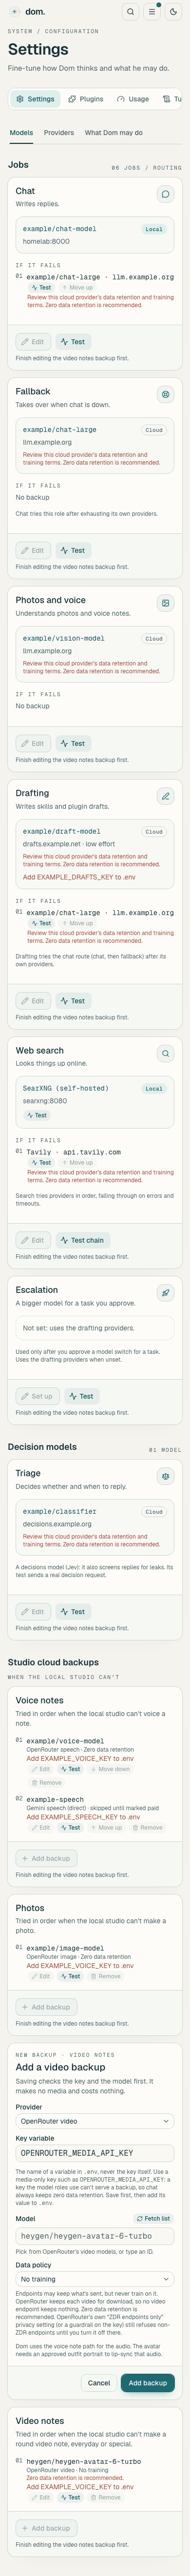 dom.
SYSTEM / CONFIGURATION
Settings
Fine-tune how Dom thinks and what he may do.
Settings
Plugins
Usage
Tu
Models
Providers
What Dom may do
Jobs
06 JOBS / ROUTING
Chat
Writes replies.
example/chat-model
Local
homelab:8000
IF IT FAILS
01 example/chat-large · llm.example.org
Test
Move up
Review this cloud provider's data retention and training
terms. Zero data retention is recommended.
Edit
Test
Finish editing the video notes backup first.
Fallback
Takes over when chat is down.
example/chat-large
Cloud
llm.example.org
Review this cloud provider's data retention and
training terms. Zero data retention is recommended.
IF IT FAILS
No backup
Chat tries this role after exhausting its own providers.
Edit
Test
Finish editing the video notes backup first.
Photos and voice
Understands photos and voice notes.
example/vision-model
Cloud
llm.example.org
Review this cloud provider's data retention and
training terms. Zero data retention is recommended.
IF IT FAILS
No backup
Edit
Test
Finish editing the video notes backup first.
Drafting
Writes skills and plugin drafts.
example/draft-model
Cloud
drafts.example.net · low effort
Review this cloud provider's data retention and
training terms. Zero data retention is recommended.
Add EXAMPLE_DRAFTS_KEY to .env
IF IT FAILS
01 example/chat-large · llm.example.org
Test
Move up
Review this cloud provider's data retention and training
terms. Zero data retention is recommended.
Drafting tries the chat route (chat, then fallback) after its
own providers.
Edit
Test
Finish editing the video notes backup first.
Web search
Looks things up online.
SearXNG (self-hosted)
Local
searxng:8080
Test
IF IT FAILS
01 Tavily · api.tavily.com
Test
Move up
Review this cloud provider's data retention and training
terms. Zero data retention is recommended.
Search tries providers in order, falling through on errors and
timeouts.
Edit
Test chain
Finish editing the video notes backup first.
Escalation
A bigger model for a task you approve.
Not set: uses the drafting providers.
Used only after you approve a model switch for a task.
Uses the drafting providers when unset.
Set up
Test
Finish editing the video notes backup first.
Decision models
01 MODEL
Triage
Decides whether and when to reply.
example/classifier
Cloud
decisions.example.org
Review this cloud provider's data retention and
training terms. Zero data retention is recommended.
A decisions model (Jev): it also screens replies for leaks. Its
test sends a real decision request.
Edit
Test
Finish editing the video notes backup first.
Studio cloud backups
WHEN THE LOCAL STUDIO CAN'T
Voice notes
Tried in order when the local studio can't voice a
note.
01 example/voice-model
OpenRouter speech · Zero data retention
Add EXAMPLE_VOICE_KEY to .env
Edit
Test
Move down
Remove
02 example-speech
Gemini speech (direct) · skipped until marked paid
Add EXAMPLE_SPEECH_KEY to .env
Edit
Test
Move up
Remove
Add backup
Finish editing the video notes backup first.
Photos
Tried in order when the local studio can't make a
photo.
01 example/image-model
OpenRouter image · Zero data retention
Add EXAMPLE_VOICE_KEY to .env
Edit
Test
Remove
Add backup
Finish editing the video notes backup first.
NEW BACKUP · VIDEO NOTES
Add a video backup
Saving checks the key and the model first. It
makes no media and costs nothing.
Provider
OpenRouter video
Key variable
OPENROUTER_MEDIA_API_KEY
The name of a variable in .env, never the key itself. Use a
media-only key such as OPENROUTER_MEDIA_API_KEY: a
key the model roles use can't serve a backup, so chat
always keeps zero data retention. Save first, then add its
value to .env.
Model
Fetch list
heygen/heygen-avatar-6-turbo
Pick from OpenRouter's video models, or type an ID.
Data policy
No training
Endpoints may keep what's sent, but never train on it.
OpenRouter keeps each video for download, so no video
endpoint keeps nothing. Zero data retention is
recommended. OpenRouter's own "ZDR endpoints only"
privacy setting (or a guardrail on the key) still refuses non-
ZDR endpoints until you turn it off there.
Dom uses the voice note path for the audio. The avatar
needs an approved outfit portrait to lip-sync that audio.
Cancel
Add backup
Video notes
Tried in order when the local studio can't make a
round video note, everyday or special.
01 heygen/heygen-avatar-6-turbo
OpenRouter video · No training
Zero data retention is recommended.
Add EXAMPLE_VOICE_KEY to .env
Edit
Test
Remove
Add backup
Finish editing the video notes backup first.